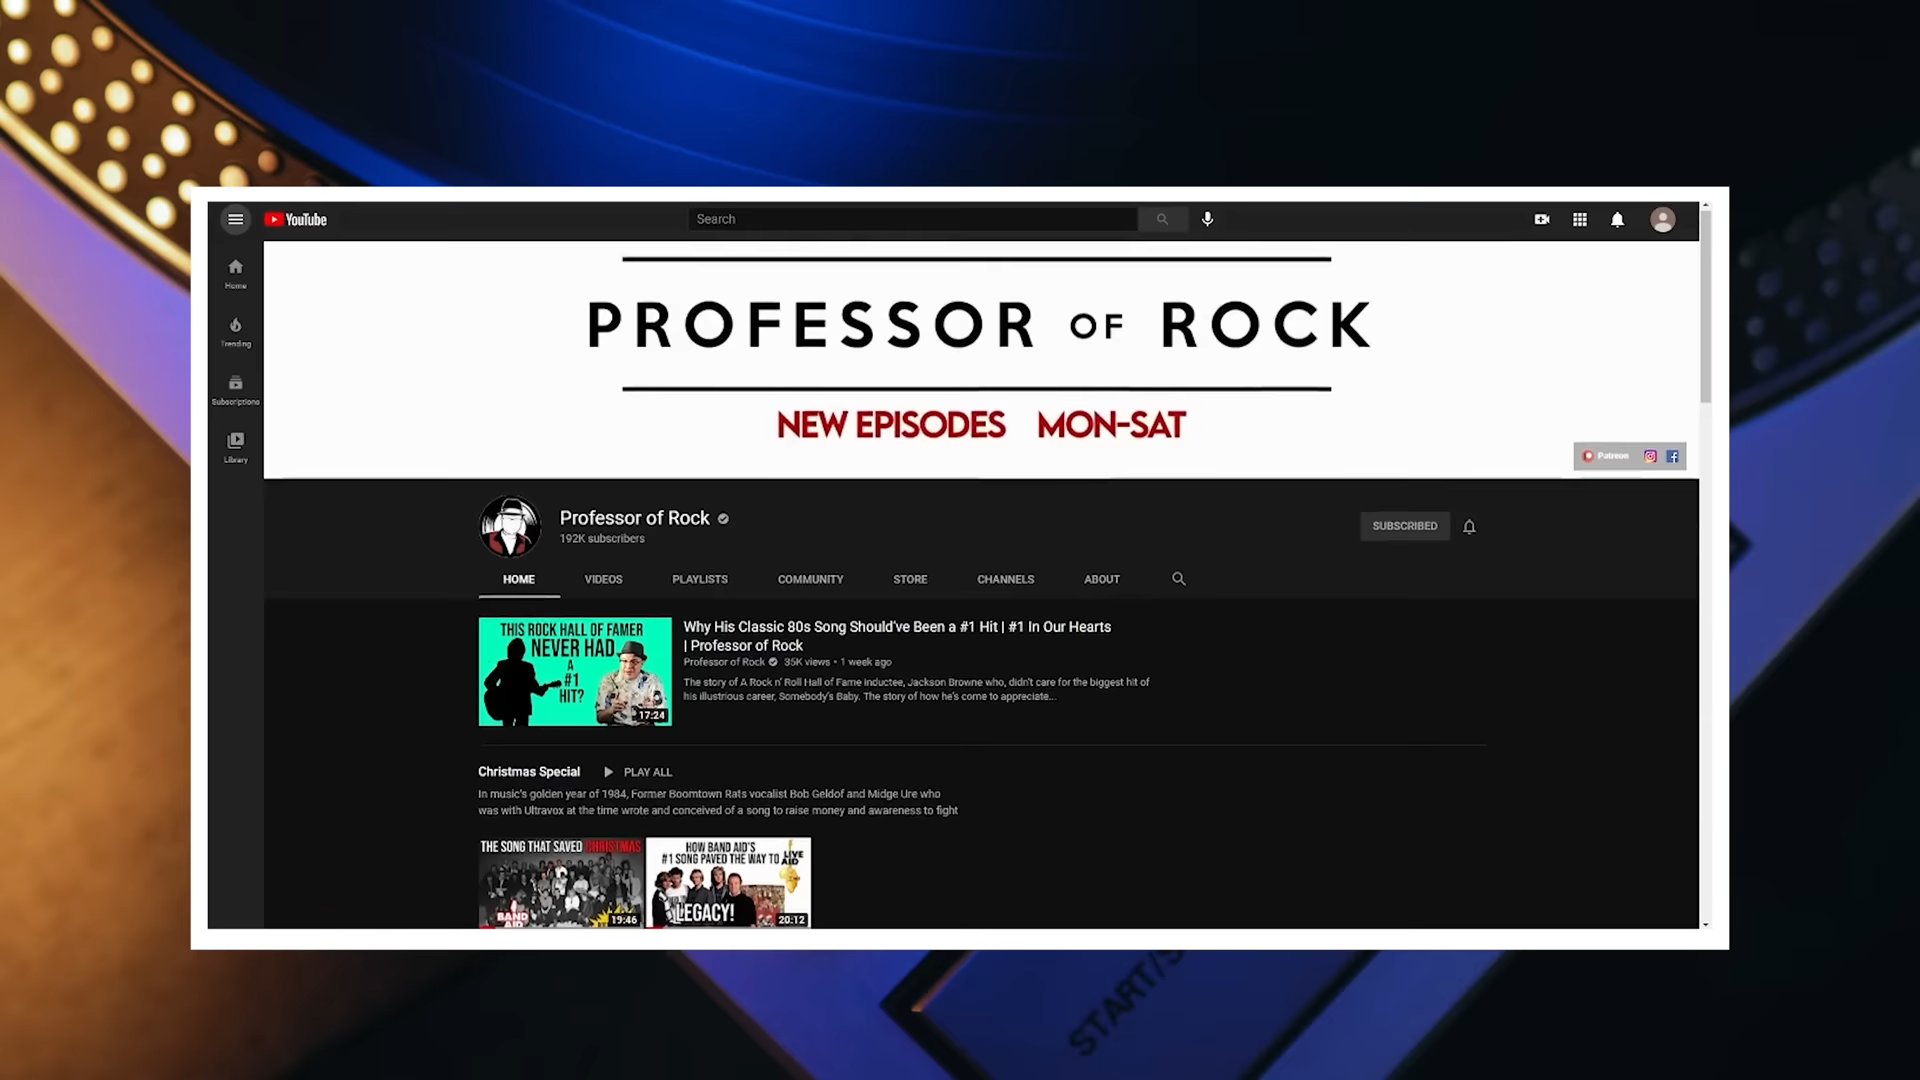 YouTube
Search
Home
Trending
Subscriptions
Library
PROFESSOR OF ROCK
NEW EPISODES MON-SAT
Patreon
Professor of Rock
192K subscribers
SUBSCRIBED
HOME VIDEOS PLAYLISTS COMMUNITY STORE CHANNELS ABOUT
THIS ROCK HALL OF FAMER
NEVER HAD
A
#1
HIT?
17:24
Why His Classic 80s Song Should've Been a #1 Hit | #1 In Our Hearts
| Professor of Rock
Professor of Rock 35K views • 1 week ago
The story of A Rock n' Roll Hall of Fame Inductee, Jackson Browne who, didn't care for the biggest hit of
his illustrious career, Somebody's Baby. The story of how he's come to appreciate...
Christmas Special PLAY ALL
In music's golden year of 1984, Former Boomtown Rats vocalist Bob Geldof and Midge Ure who
was with Ultravox at the time wrote and conceived of a song to raise money and awareness to fight
THE SONG THAT SAVED CHRISTMAS
BAND
AID
19:46
HOW BAND AID'S
#1 SONG PAVED THE WAY TO
LIVE
AID
LEGACY!
20:12
START/S